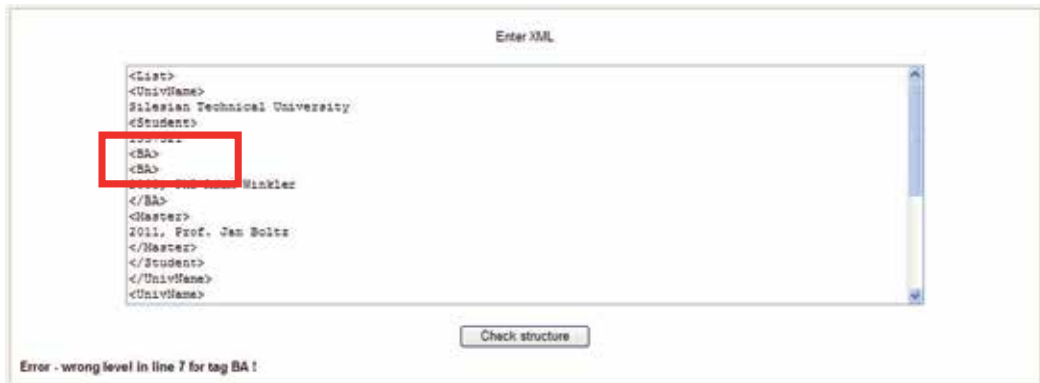 Enter XML
<List>
<UnivName>
Silesian Technical University
<Student>
<BA>
<BA>
Winkler
</BA>
<Master>
2011, Prof. Jan Boltz
</Master>
</Student>
</UnivName>
<UnivName>
Check structure
Error - wrong level in line 7 for tag BA !